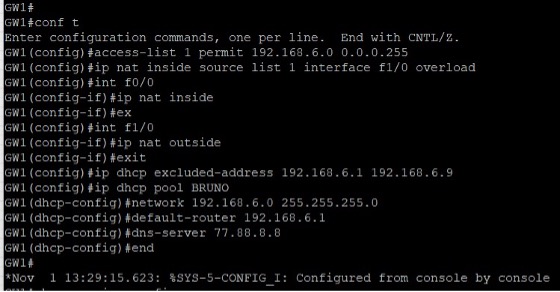 GW1#
GW1#conf t
Enter configuration commands, one per line.  End with CNTL/Z.
GW1(config)#access-list 1 permit 192.168.6.0 0.0.0.255
GW1(config)#ip nat inside source list 1 interface f1/0 overload
GW1(config)#int f0/0
GW1(config-if)#ip nat inside
GW1(config-if)#ex
GW1(config)#int f1/0
GW1(config-if)#ip nat outside
GW1(config-if)#exit
GW1(config)#ip dhcp excluded-address 192.168.6.1 192.168.6.9
GW1(config)#ip dhcp pool BRUNO
GW1(dhcp-config)#network 192.168.6.0 255.255.255.0
GW1(dhcp-config)#default-router 192.168.6.1
GW1(dhcp-config)#dns-server 77.88.8.8
GW1(dhcp-config)#end
GW1#
*Nov  1 13:29:15.623: %SYS-5-CONFIG_I: Configured from console by console